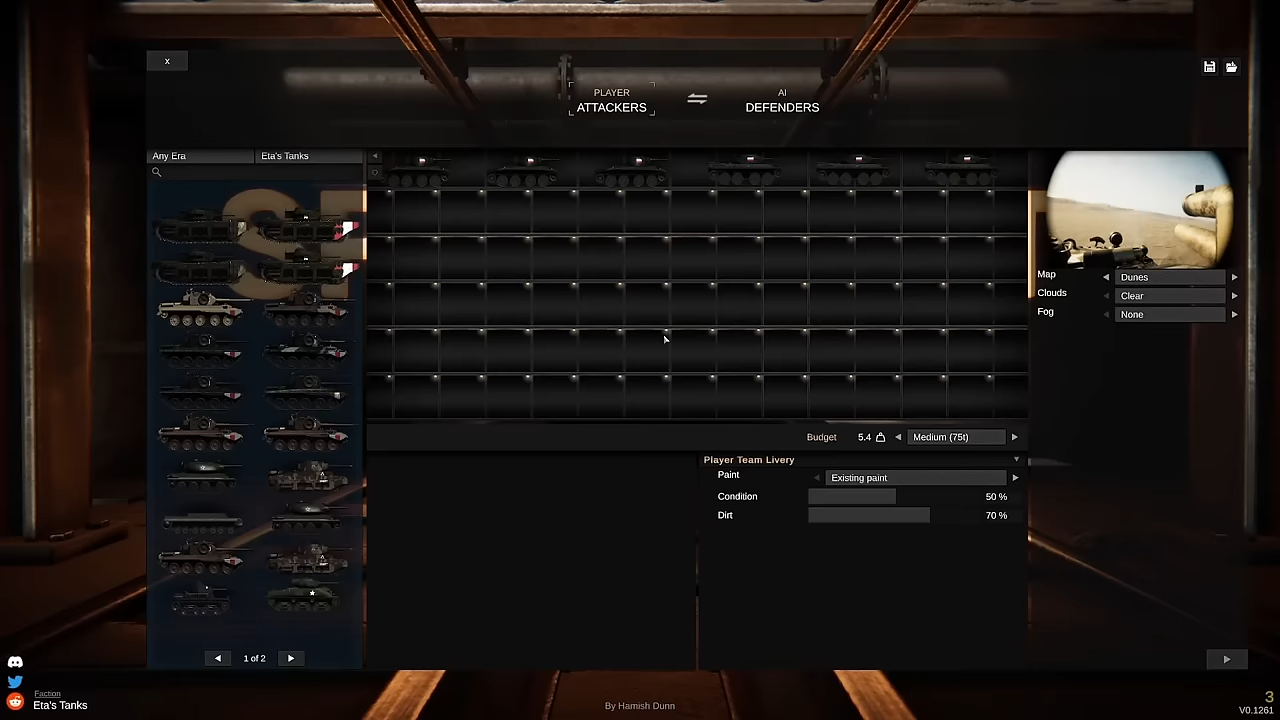 x
PLAYER
ATTACKERS
AI
DEFENDERS
Any Era
Eta's Tanks
Map
Dunes
Clouds
Clear
Fog
None
Budget
5.4
Medium (75t)
Player Team Livery
Paint
Existing paint
Condition
50 %
Dirt
70 %
1 of 2
Faction
Eta's Tanks
By Hamish Dunn
3
V0.1261